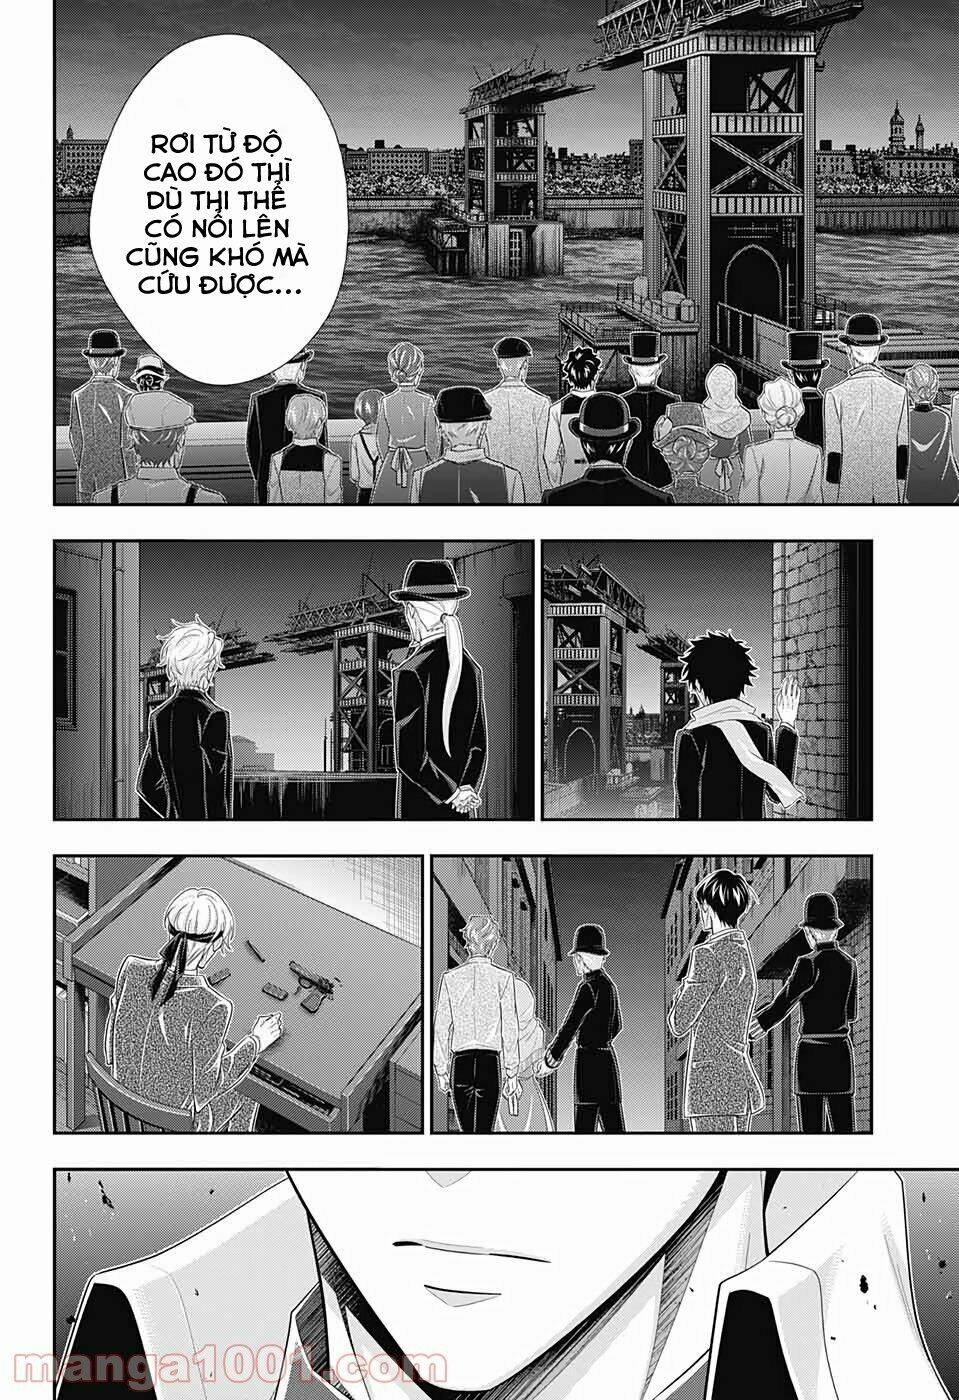 RƠI TỪ ĐỘ
CAO ĐÓ THÌ
DÙ THI THỂ
CÓ NỔI LÊN
CŨNG KHÓ MÀ
CỨU ĐƯỢC...
manga1001.com